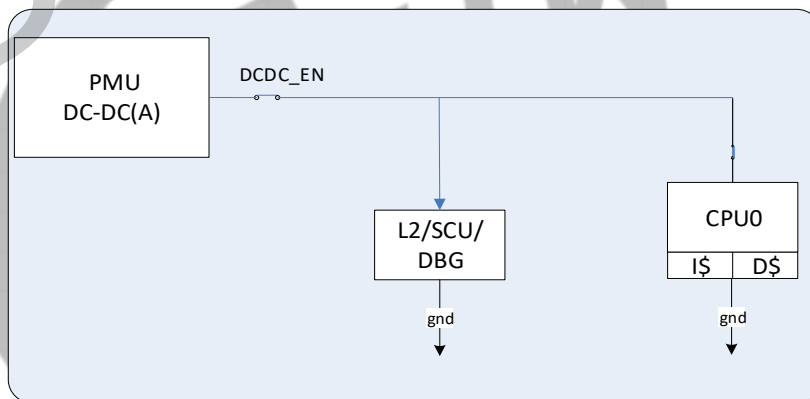 PMU
DC-DC(A)
DCDC_EN
L2/SCU/
DBG
CPU0
I$ D$
gnd
gnd